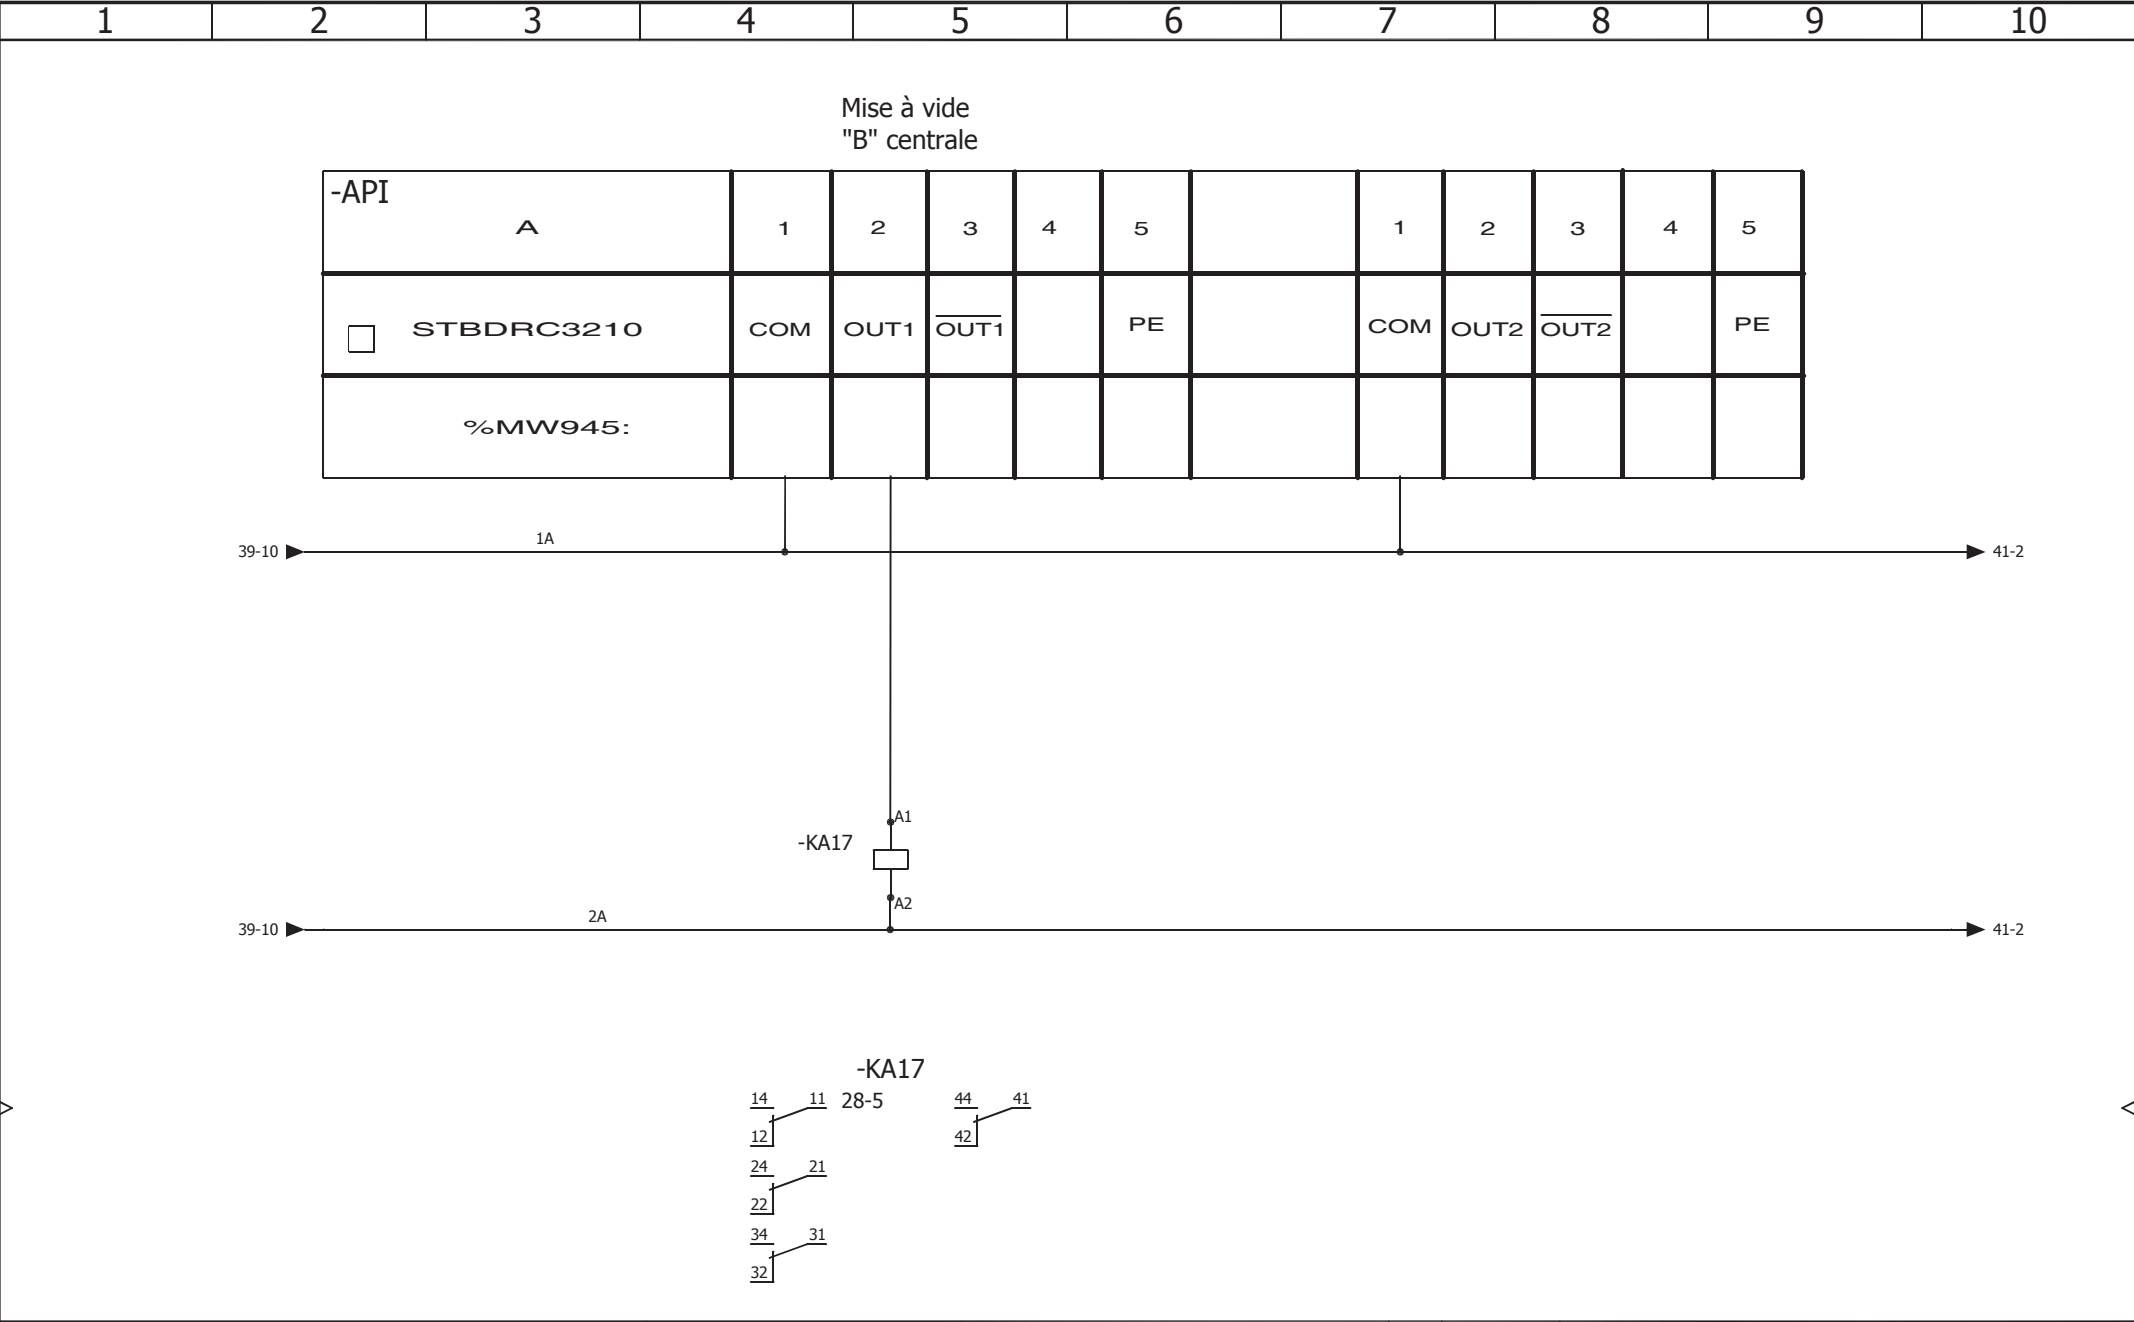 1 2 3 4 5 6 7 8 9 10
Mise à vide
"B" centrale
-API
A 1 2 3 4 5 1 2 3 4 5
STBDRC3210 COM OUT1 OUT1 PE COM OUT2 OUT2 PE
%MW945:
1A
39-10 41-2
A1
-KA17
A2
2A
39-10 41-2
-KA17
14 11 28-5 44 41
12 42
24 21
22
34 31
32